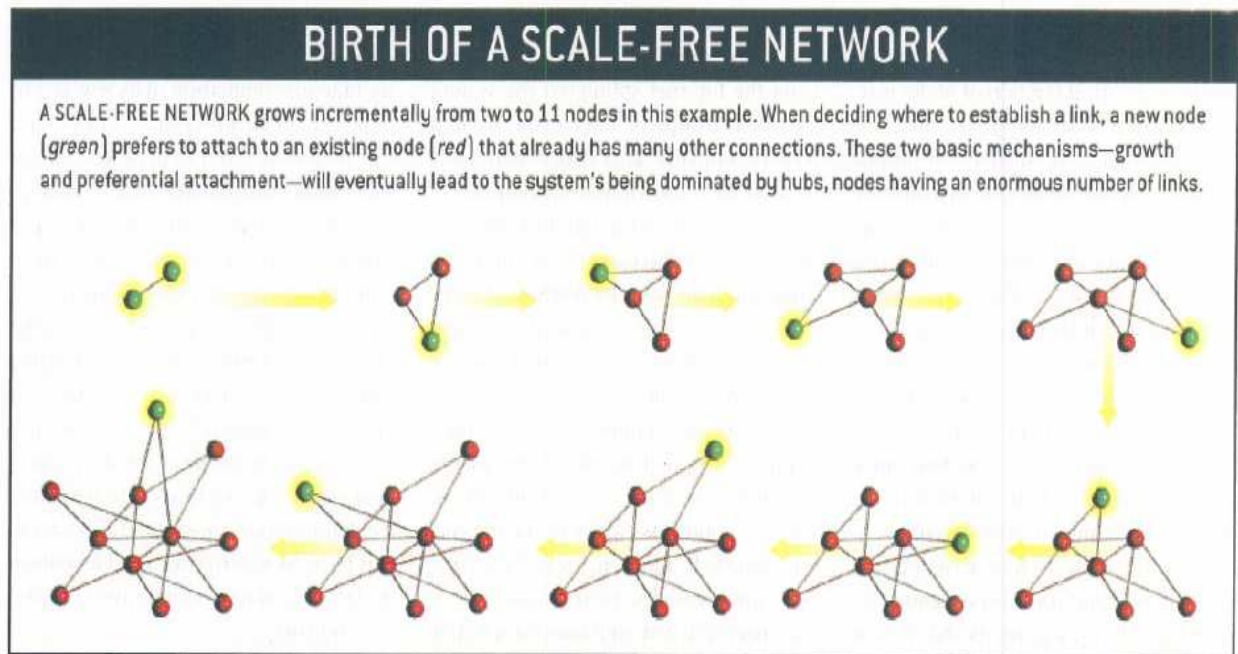 BIRTH OF A SCALE-FREE NETWORK
A SCALE-FREE NETWORK grows incrementally from two to 11 nodes in this example. When deciding where to establish a link, a new node
(green) prefers to attach to an existing node (red) that already has many other connections. These two basic mechanisms—growth
and preferential attachment—will eventually lead to the system's being dominated by hubs, nodes having an enormous number of links.